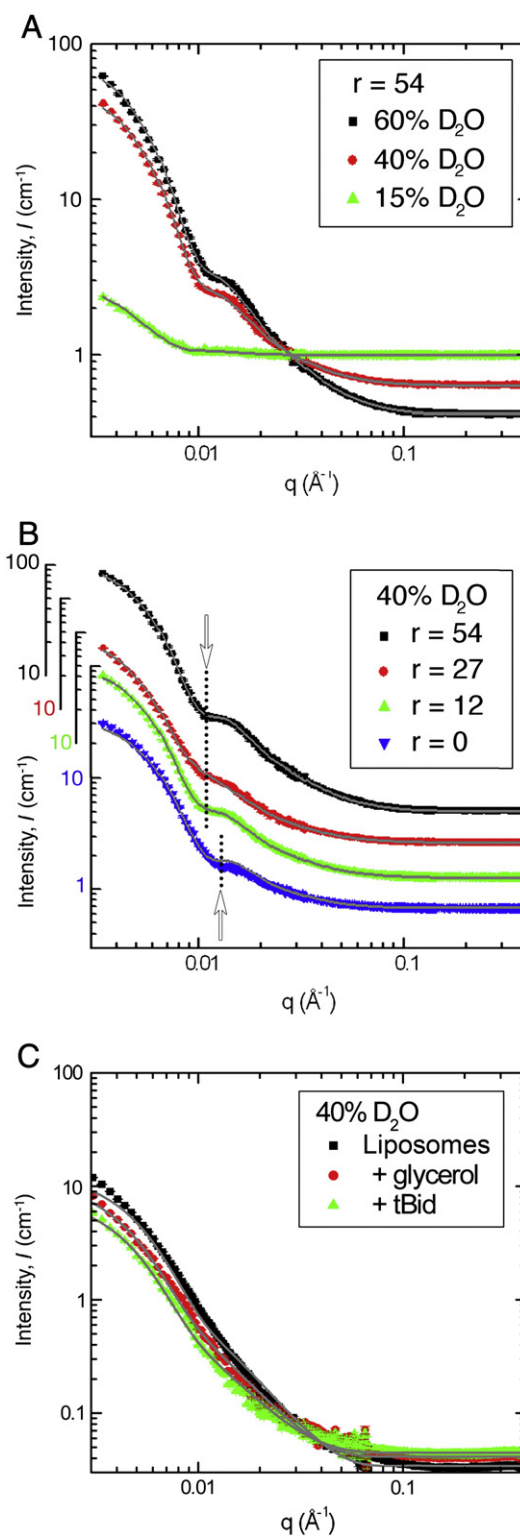 A
100
10
1
Intensity, I (cm⁻¹)
r = 54
60% D₂O
40% D₂O
15% D₂O
0.01
0.1
q (Å⁻¹)
B
100
10
10
10
10
1
Intensity, I (cm⁻¹)
40% D₂O
r = 54
r = 27
r = 12
r = 0
0.01
0.1
q (Å⁻¹)
C
100
10
1
0.1
Intensity, I (cm⁻¹)
40% D₂O
Liposomes
+ glycerol
+ tBid
0.01
0.1
q (Å⁻¹)